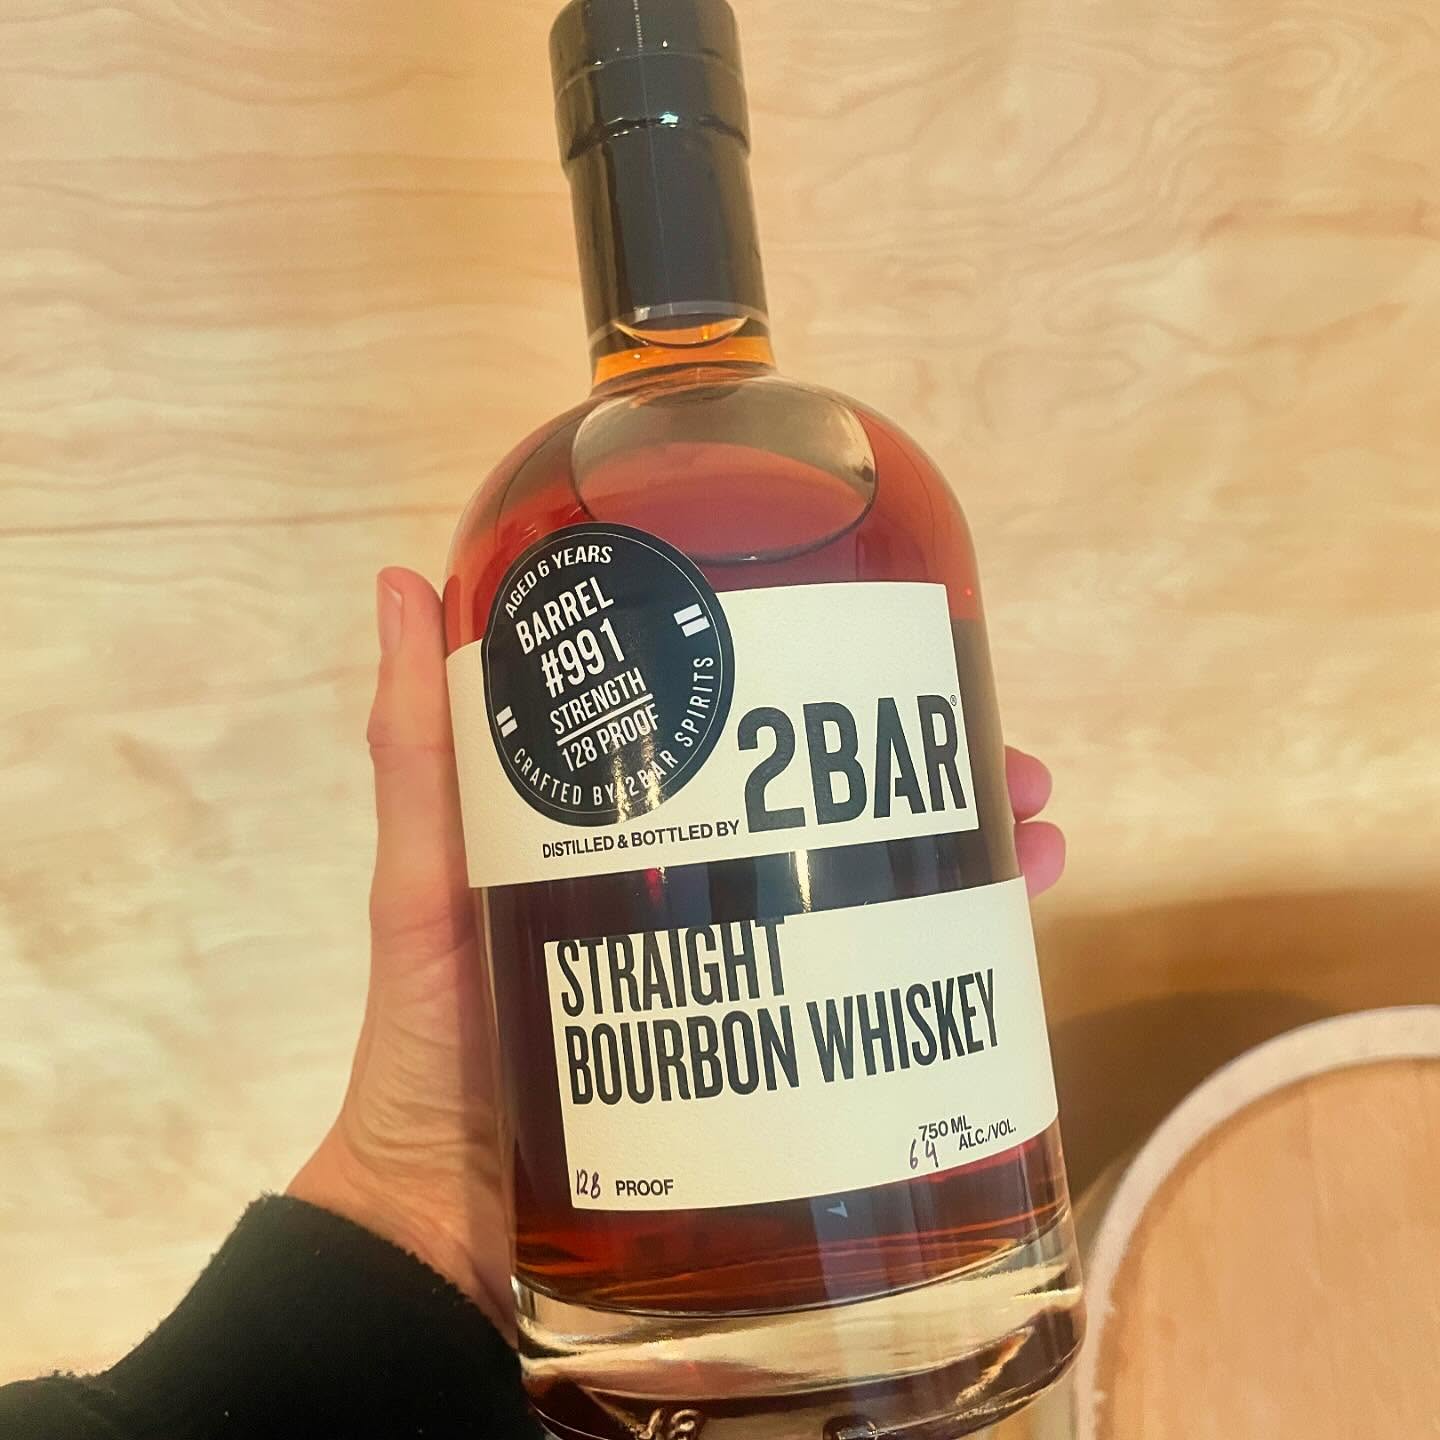 AGED 6 YEARS
BARREL
#991
STRENGTH
128 PROOF
CRAFTED BY 2BAR SPIRITS
DISTILLED & BOTTLED BY
2BAR®
STRAIGHT
BOURBON WHISKEY
750 ML
64 ALC./VOL.
128 PROOF